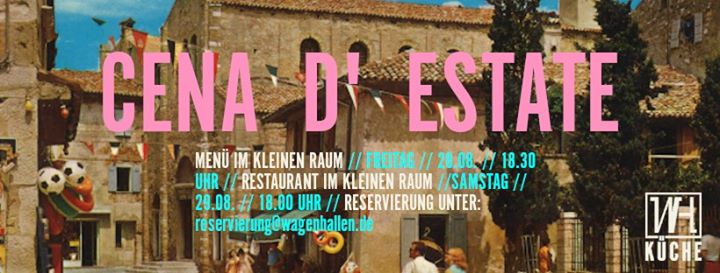 CENA D' ESTATE
MENÜ IM KLEINEN RAUM // FREITAG // 28.08. // 18.30
UHR // RESTAURANT IM KLEINEN RAUM //SAMSTAG //
29.08. // 18.00 UHR // RESERVIERUNG UNTER:
reservierung@wagenhallen.de
WH
KÜCHE